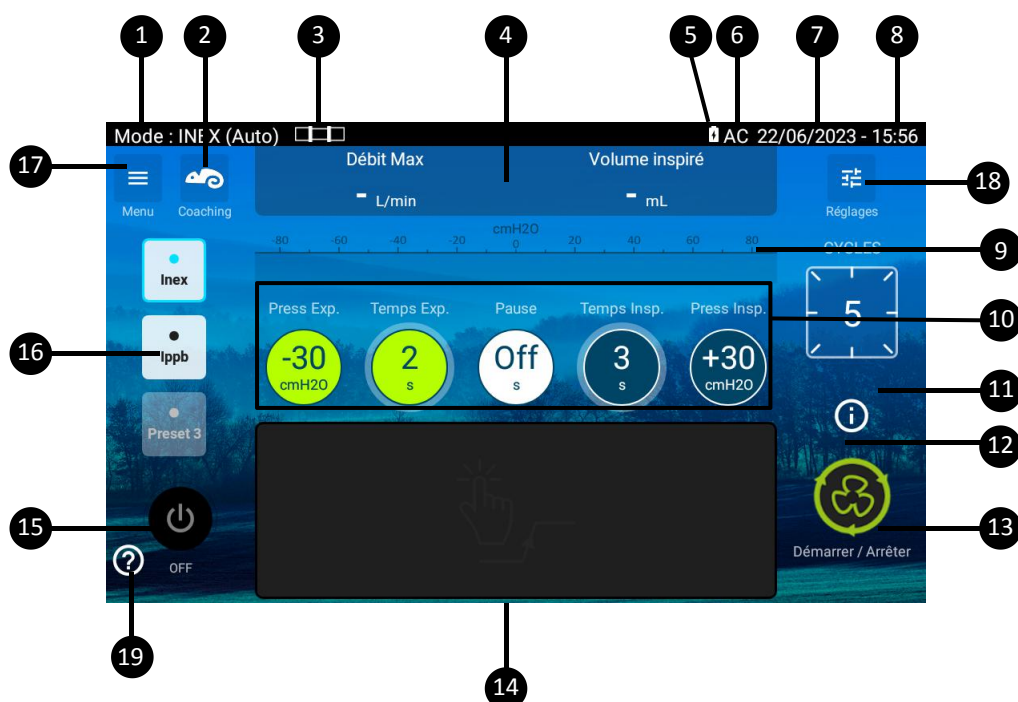 1 2 3 4 5 6 7 8
Mode : INEX (Auto) AC 22/06/2023 - 15:56
17
Menu
Coaching
Débit Max
- L/min
Volume inspiré
- mL
Réglages
18
cmH2O
-80 -60 -40 -20 0 20 40 60 80
9
CYCLES
5
Inex
Press Exp. Temps Exp. Pause Temps Insp. Press Insp.
10
-30 2 Off 3 +30
cmH2O s s s cmH2O
16
Ippb
11
Preset 3
12
15
OFF
13
Démarrer / Arrêter
19
14